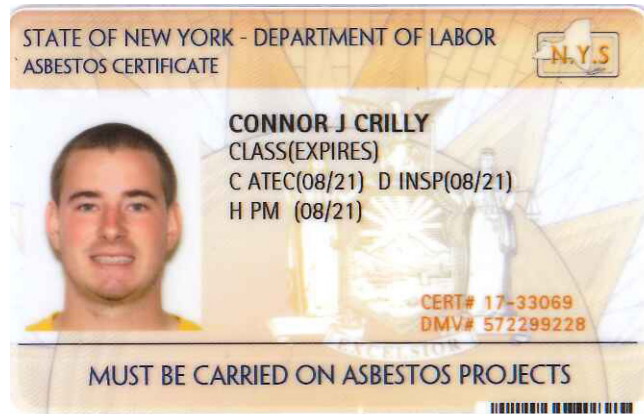 STATE OF NEW YORK - DEPARTMENT OF LABOR
ASBESTOS CERTIFICATE
N.Y.S
CONNOR J CRILLY
CLASS(EXPIRES)
C ATEC(08/21) D INSP(08/21)
H PM (08/21)
CERT# 17-33069
DMV# 572299228
EXCELSIOR
MUST BE CARRIED ON ASBESTOS PROJECTS